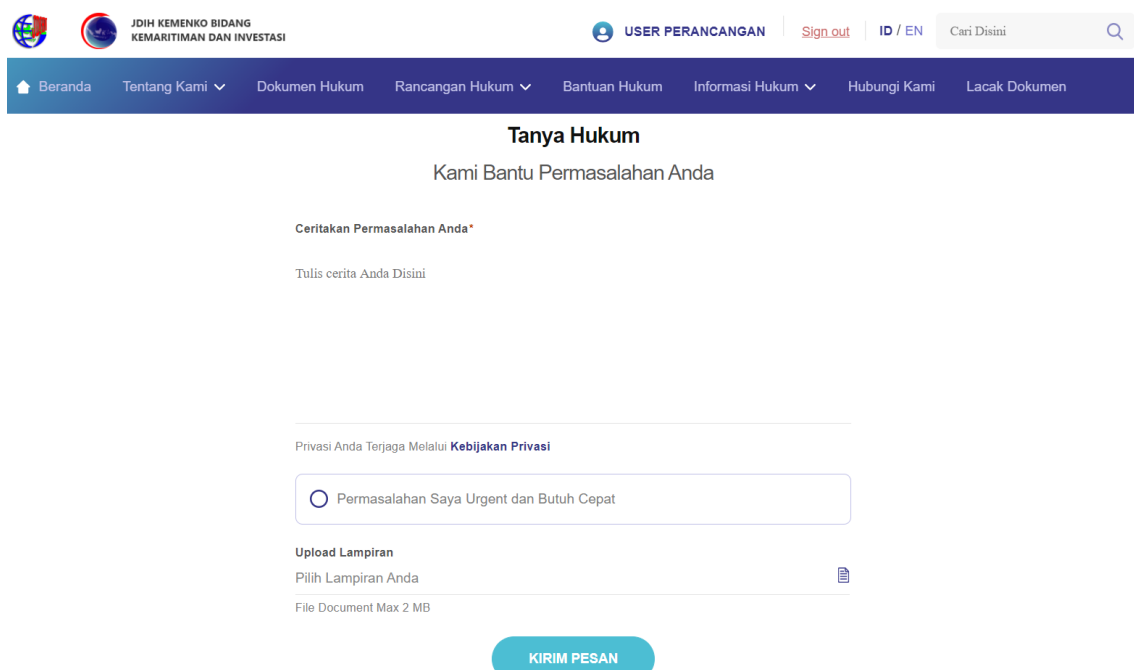 JDIH KEMENKO BIDANG
KEMARITIMAN DAN INVESTASI
USER PERANCANGAN
Sign out
ID / EN
Cari Disini
Beranda
Tentang Kami
Dokumen Hukum
Rancangan Hukum
Bantuan Hukum
Informasi Hukum
Hubungi Kami
Lacak Dokumen
Tanya Hukum
Kami Bantu Permasalahan Anda
Ceritakan Permasalahan Anda*
Tulis cerita Anda Disini
Privasi Anda Terjaga Melalui Kebijakan Privasi
Permasalahan Saya Urgent dan Butuh Cepat
Upload Lampiran
Pilih Lampiran Anda
File Document Max 2 MB
KIRIM PESAN